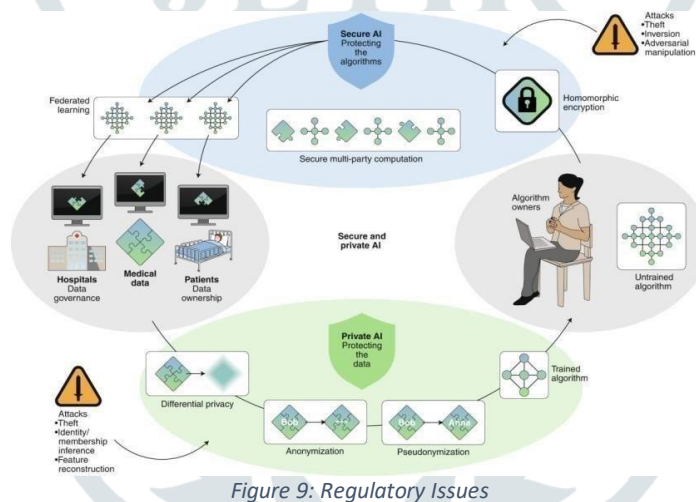 Secure AI
Protecting
the
algorithms
Attacks
•Theft
•Inversion
•Adversarial
manipulation
Federated
learning
Homomorphic
encryption
Secure multi-party computation
Hospitals
Data
governance
Medical
data
Patients
Data
ownership
Secure and
private AI
Algorithm
owners
Untrained
algorithm
Private AI
Protecting
the
data
Differential privacy
Bob
***
Anonymization
Bob
Anna
Pseudonymization
Trained
algorithm
Attacks
•Theft
•Identity/
membership
inference
•Feature
reconstruction
Figure 9: Regulatory Issues